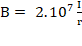 B = 2.10⁷ I/r